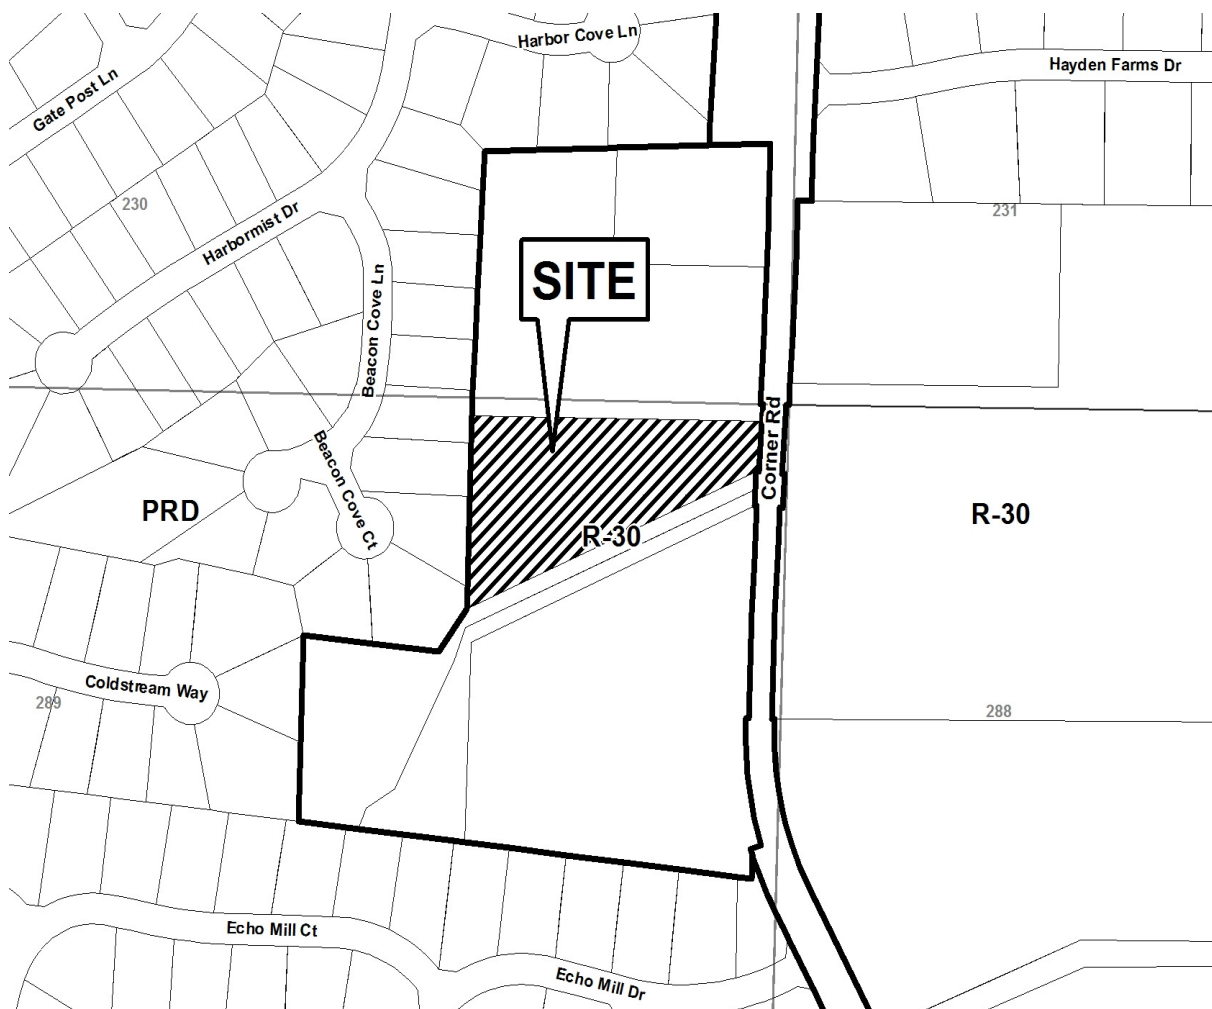 Harbor Cove Ln
Hayden Farms Dr
Gate Post Ln
230
231
Harbormist Dr
SITE
Beacon Cove Ln
Corner Rd
Beacon Cove Ct
PRD
R-30
R-30
Coldstream Way
289
288
Echo Mill Ct
Echo Mill Dr